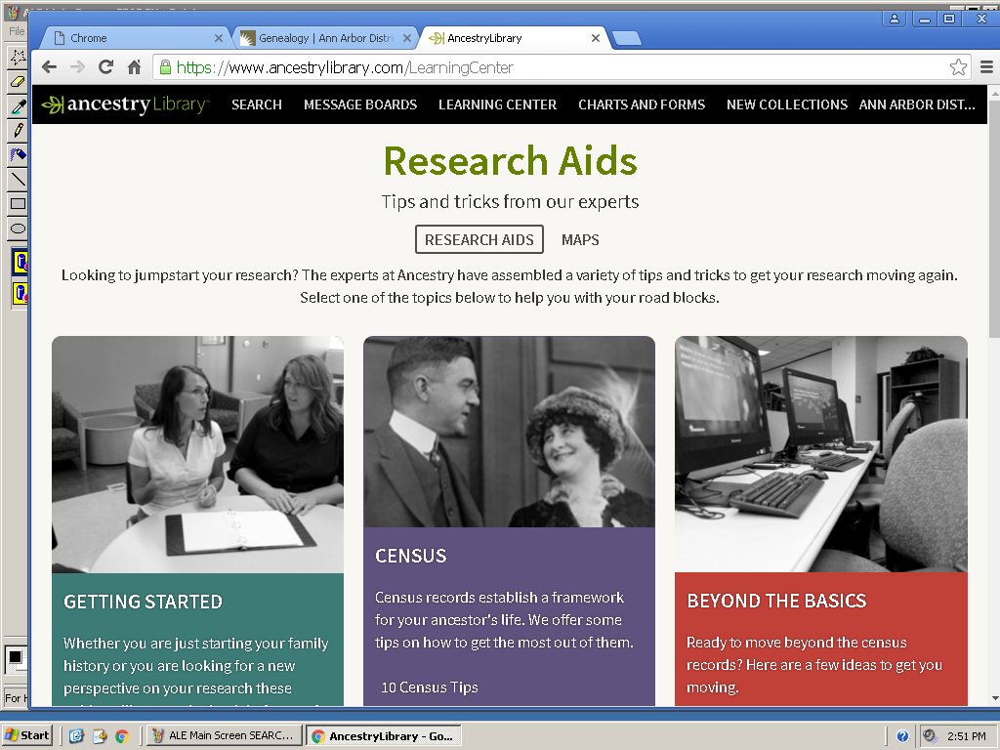 File
Chrome
Genealogy | Ann Arbor Distri
AncestryLibrary
https://www.ancestrylibrary.com/LearningCenter
ancestryLibrary
SEARCH
MESSAGE BOARDS
LEARNING CENTER
CHARTS AND FORMS
NEW COLLECTIONS
ANN ARBOR DIST...
Research Aids
Tips and tricks from our experts
RESEARCH AIDS
MAPS
Looking to jumpstart your research? The experts at Ancestry have assembled a variety of tips and tricks to get your research moving again.
Select one of the topics below to help you with your road blocks.
GETTING STARTED
Whether you are just starting your family
history or you are looking for a new
perspective on your research these
CENSUS
Census records establish a framework
for your ancestor's life. We offer some
tips on how to get the most out of them.
10 Census Tips
BEYOND THE BASICS
Ready to move beyond the census
records? Here are a few ideas to get you
moving.
For H
Start
ALE Main Screen SEARC...
AncestryLibrary - Go...
2:51 PM